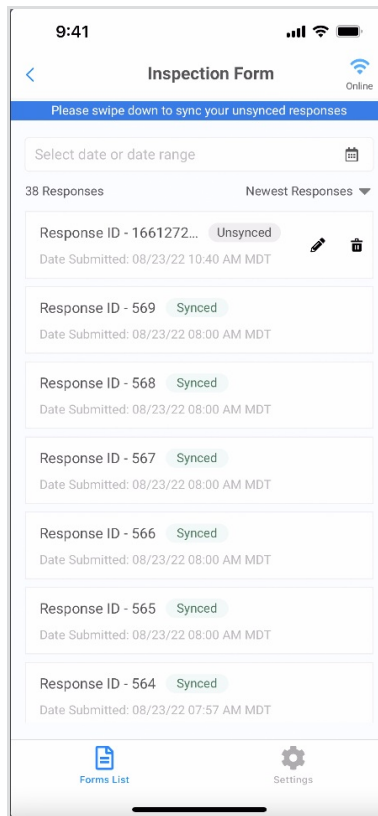 9:41
Inspection Form
Online
Please swipe down to sync your unsynced responses
Select date or date range
38 Responses
Newest Responses
Response ID - 1661272... Unsynced
Date Submitted: 08/23/22 10:40 AM MDT
Response ID - 569 Synced
Date Submitted: 08/23/22 08:00 AM MDT
Response ID - 568 Synced
Date Submitted: 08/23/22 08:00 AM MDT
Response ID - 567 Synced
Date Submitted: 08/23/22 08:00 AM MDT
Response ID - 566 Synced
Date Submitted: 08/23/22 08:00 AM MDT
Response ID - 565 Synced
Date Submitted: 08/23/22 08:00 AM MDT
Response ID - 564 Synced
Date Submitted: 08/23/22 07:57 AM MDT
Forms List
Settings